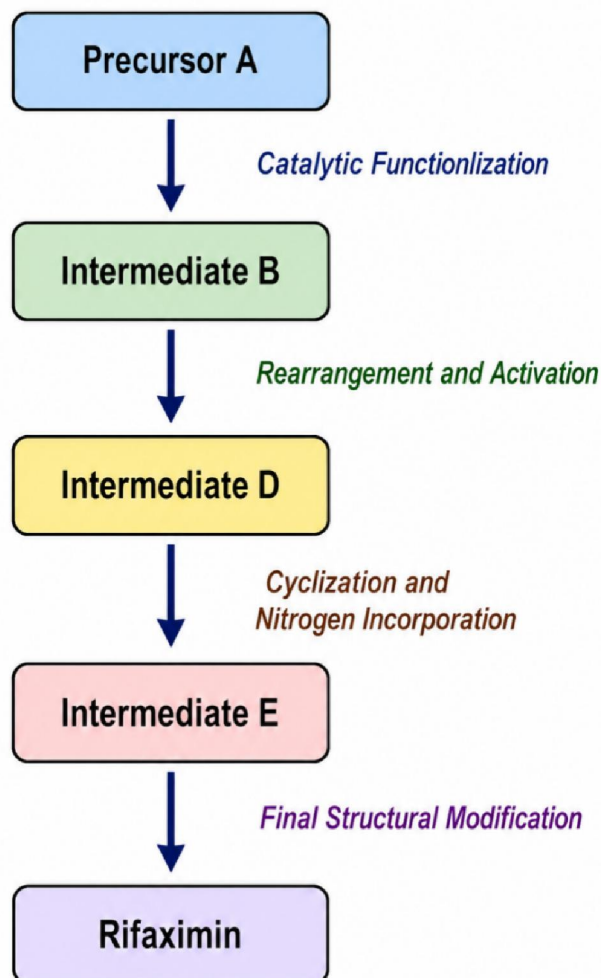 Precursor A
Catalytic Functionlization
Intermediate B
Rearrangement and Activation
Intermediate D
Cyclization and
Nitrogen Incorporation
Intermediate E
Final Structural Modification
Rifaximin